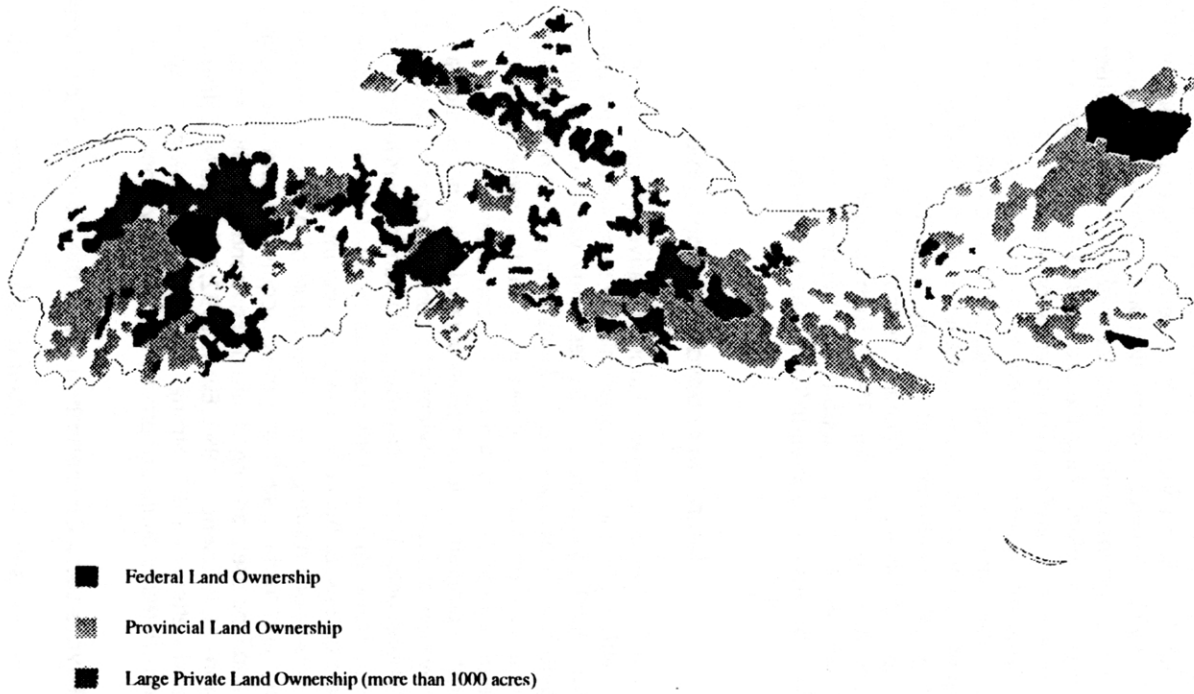 Federal Land Ownership
Provincial Land Ownership
Large Private Land Ownership (more than 1000 acres)